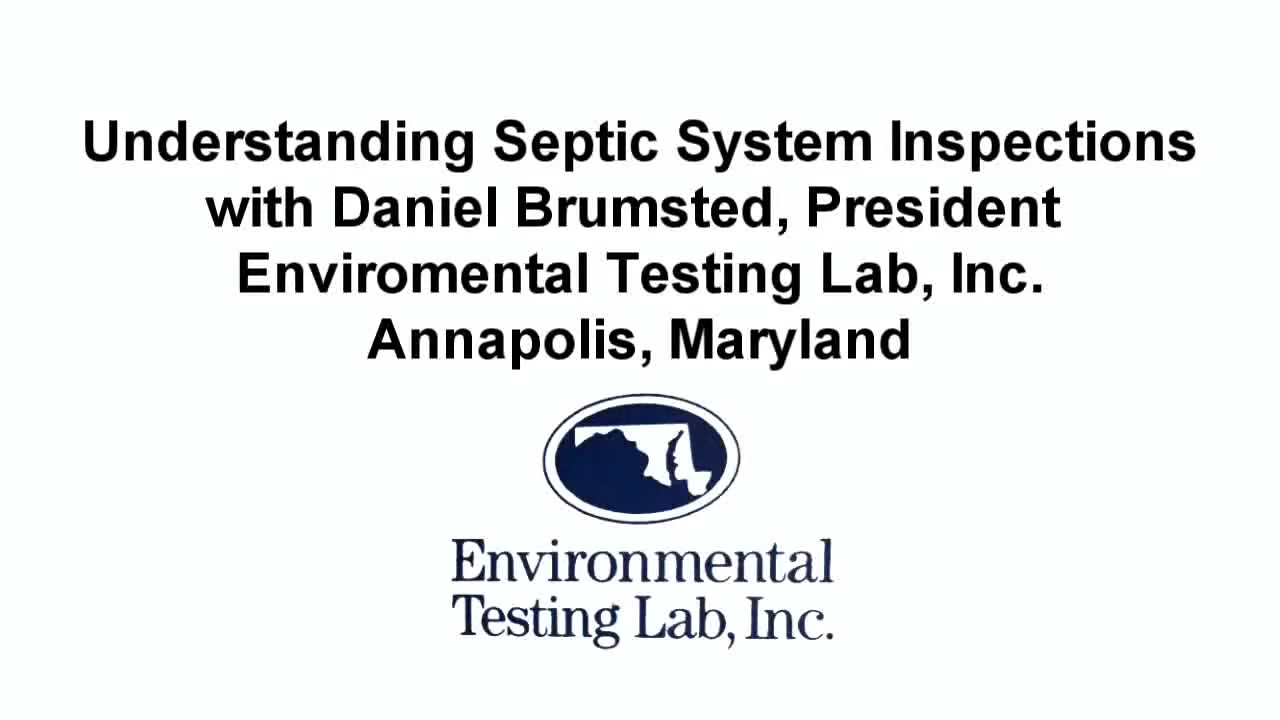 Understanding Septic System Inspections
with Daniel Brumsted, President
Enviromental Testing Lab, Inc.
Annapolis, Maryland
Environmental
Testing Lab, Inc.